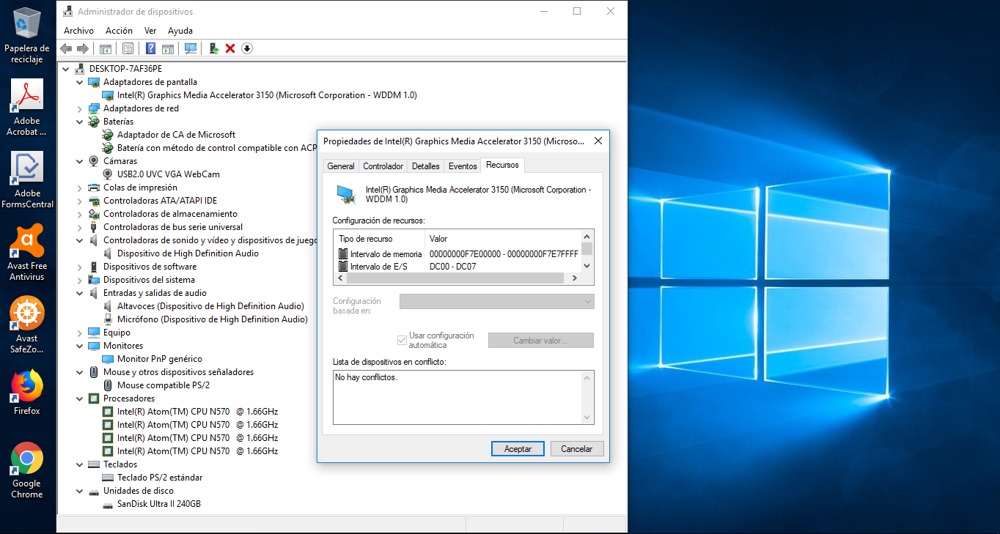 Papelera de
reciclaje
Adobe
Acrobat ...
Adobe
FormsCentral
Avast Free
Antivirus
Avast
SafeZo...
Firefox
Google
Chrome
Administrador de dispositivos
Archivo Acción Ver Ayuda
DESKTOP-7AF36PE
Adaptadores de pantalla
Intel(R) Graphics Media Accelerator 3150 (Microsoft Corporation - WDDM 1.0)
Adaptadores de red
Baterías
Adaptador de CA de Microsoft
Batería con método de control compatible con ACP
Cámaras
USB2.0 UVC VGA WebCam
Colas de impresión
Controladoras ATA/ATAPI IDE
Controladoras de almacenamiento
Controladoras de bus serie universal
Controladoras de sonido y vídeo y dispositivos de juego
Dispositivo de High Definition Audio
Dispositivos de software
Dispositivos del sistema
Entradas y salidas de audio
Altavoces (Dispositivo de High Definition Audio)
Micrófono (Dispositivo de High Definition Audio)
Equipo
Monitores
Monitor PnP genérico
Mouse y otros dispositivos señaladores
Mouse compatible PS/2
Procesadores
Intel(R) Atom(TM) CPU N570 @ 1.66GHz
Intel(R) Atom(TM) CPU N570 @ 1.66GHz
Intel(R) Atom(TM) CPU N570 @ 1.66GHz
Intel(R) Atom(TM) CPU N570 @ 1.66GHz
Teclados
Teclado PS/2 estándar
Unidades de disco
SanDisk Ultra II 240GB
Propiedades de Intel(R) Graphics Media Accelerator 3150 (Microso...
General Controlador Detalles Eventos Recursos
Intel(R) Graphics Media Accelerator 3150 (Microsoft Corporation -
WDDM 1.0)
Configuración de recursos:
Tipo de recurso Valor
Intervalo de memoria 00000000F7E00000 - 00000000F7E7FFFF
Intervalo de E/S DC00 - DC07
Configuración
basada en:
Usar configuración
automática
Cambiar valor...
Lista de dispositivos en conflicto:
No hay conflictos.
Aceptar Cancelar